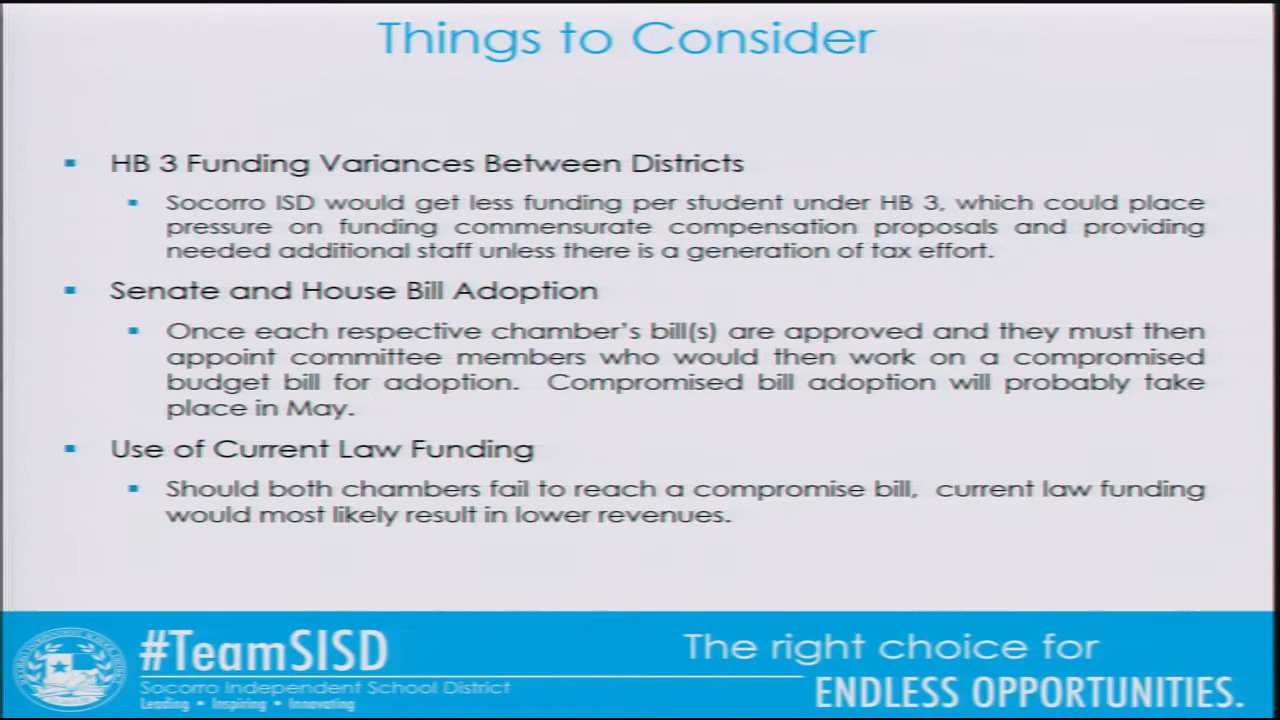 Things to Consider
HB 3 Funding Variances Between Districts
Socorro ISD would get less funding per student under HB 3, which could place
pressure on funding commensurate compensation proposals and providing
needed additional staff unless there is a generation of tax effort.
Senate and House Bill Adoption
Once each respective chamber's bill(s) are approved and they must then
appoint committee members who would then work on a compromised
budget bill for adoption. Compromised bill adoption will probably take
place in May.
Use of Current Law Funding
Should both chambers fail to reach a compromise bill, current law funding
would most likely result in lower revenues.
#TeamSISD
Socorro Independent School District
Leading • Inspiring • Innovating
The right choice for
ENDLESS OPPORTUNITIES.